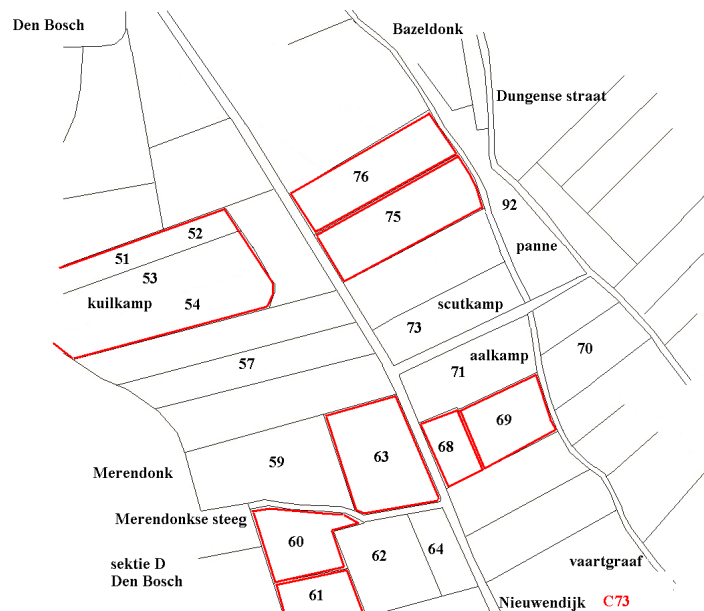 Den Bosch
Bazeldonk
Dungense straat
76
75
92
52
51
panne
53
kuilkamp
54
scutkamp
73
aalkamp
70
71
57
69
68
59
63
Merendonk
Merendonkse steeg
60
62
64
sektie D
Den Bosch
vaartgraaf
61
Nieuwendijk
C73